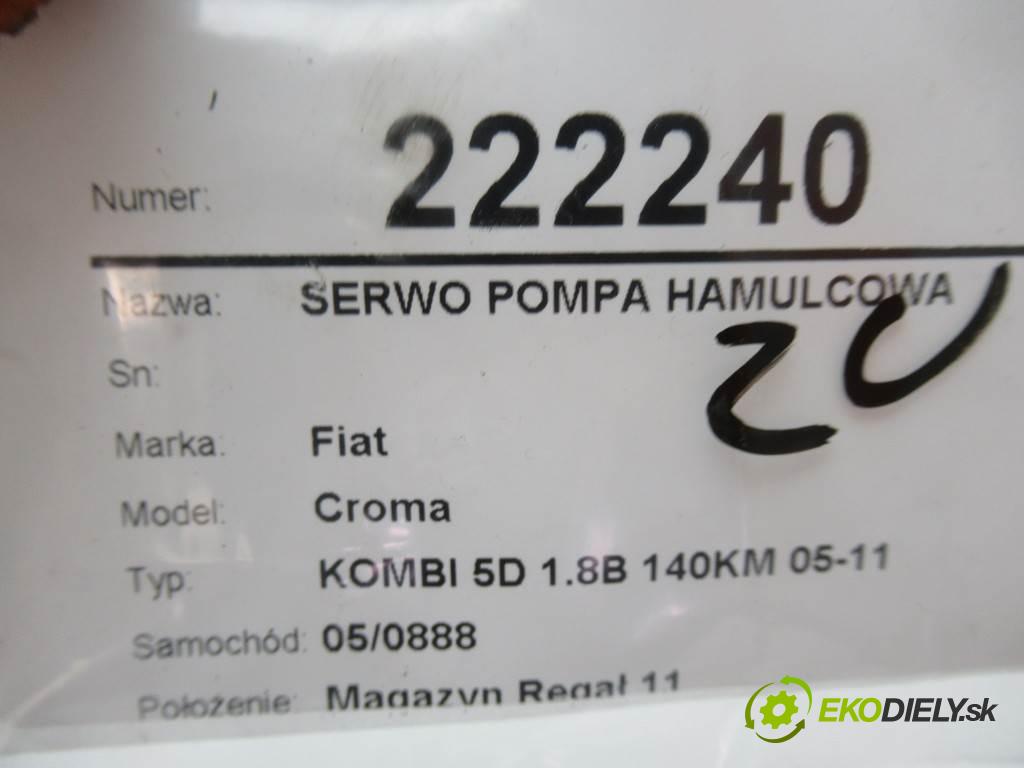 Numer: 222240
Nazwa: SERWO POMPA HAMULCOWA
20
Sn:
Marka: Fiat
Model: Croma
Typ: KOMBI 5D 1.8B 140KM 05-11
Samochód: 05/0888
Położenie: Magazyn Regał 11
EKODIELY.sk